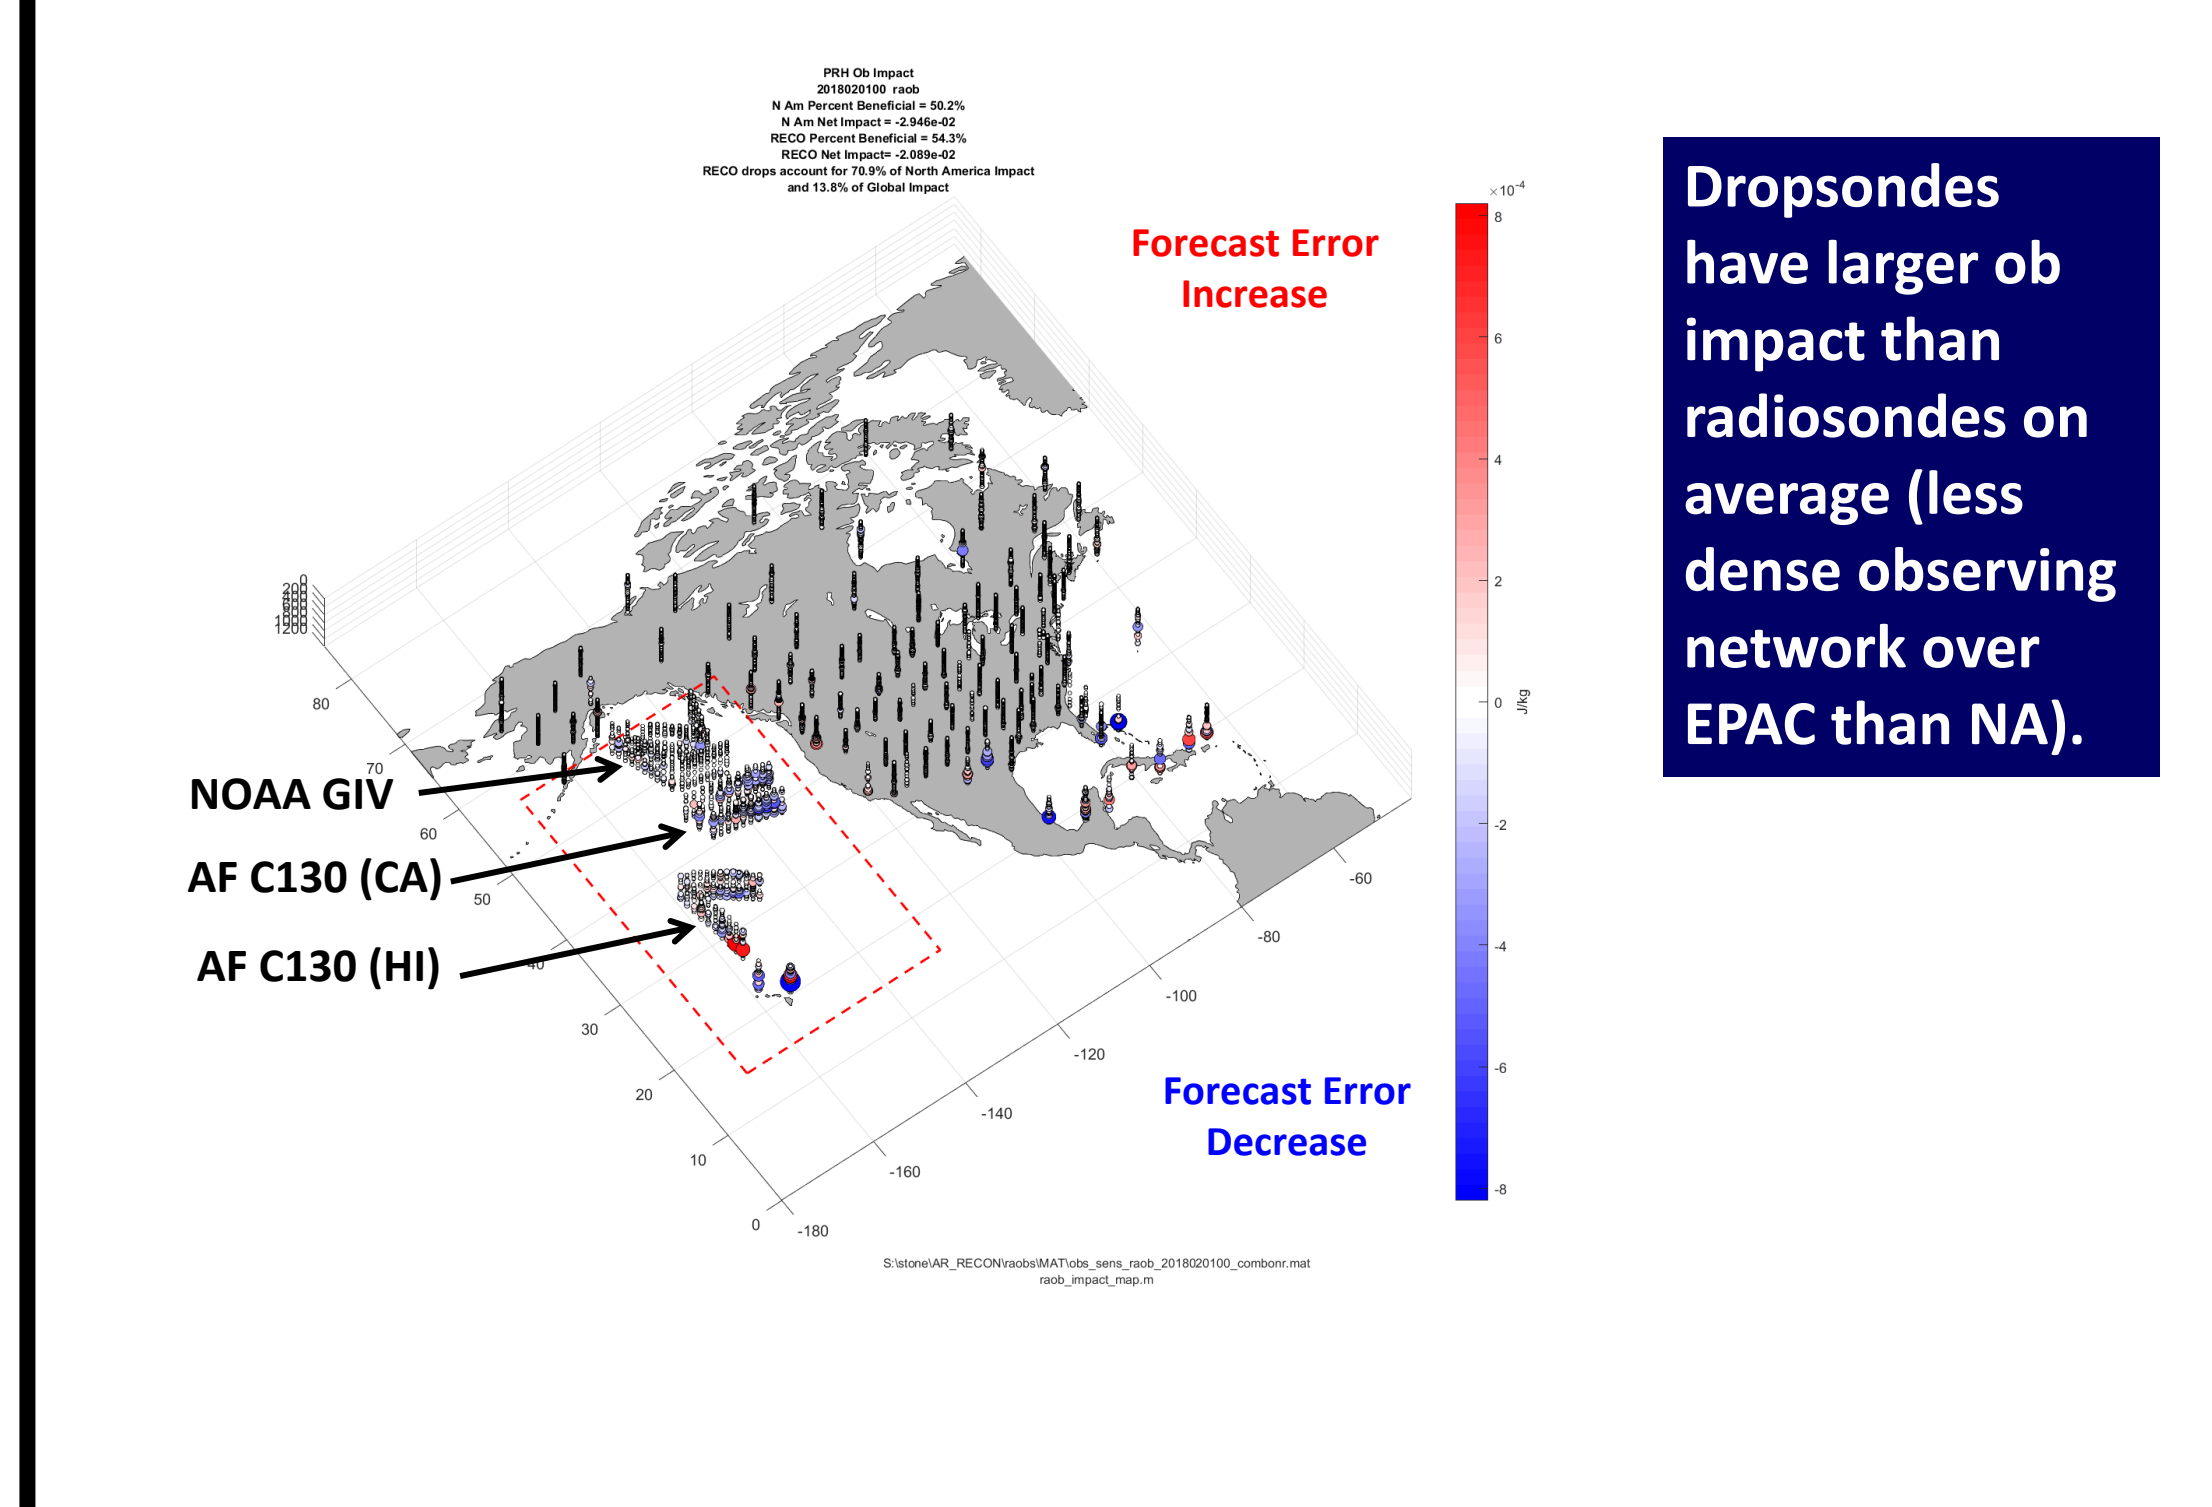 PRH Ob Impact
2018020100  raob
N Am Percent Beneficial = 50.2%
N Am Net Impact = -2.946e-02
RECO Percent Beneficial = 54.3%
RECO Net Impact= -2.089e-02
RECO drops account for 70.9% of North America Impact
and 13.8% of Global Impact
Forecast Error
Increase
×10⁻⁴
8
6
4
2
0
-2
-4
-6
-8
J/kg
Dropsondes
have larger ob
impact than
radiosondes on
average (less
dense observing
network over
EPAC than NA).
0
200
1200
80
70
60
50
40
30
20
10
0
-180
-160
-140
-120
-100
-80
-60
NOAA GIV
AF C130 (CA)
AF C130 (HI)
Forecast Error
Decrease
S:\stone\AR_RECON\raobs\MAT\obs_sens_raob_2018020100_combonr.mat
raob_impact_map.m